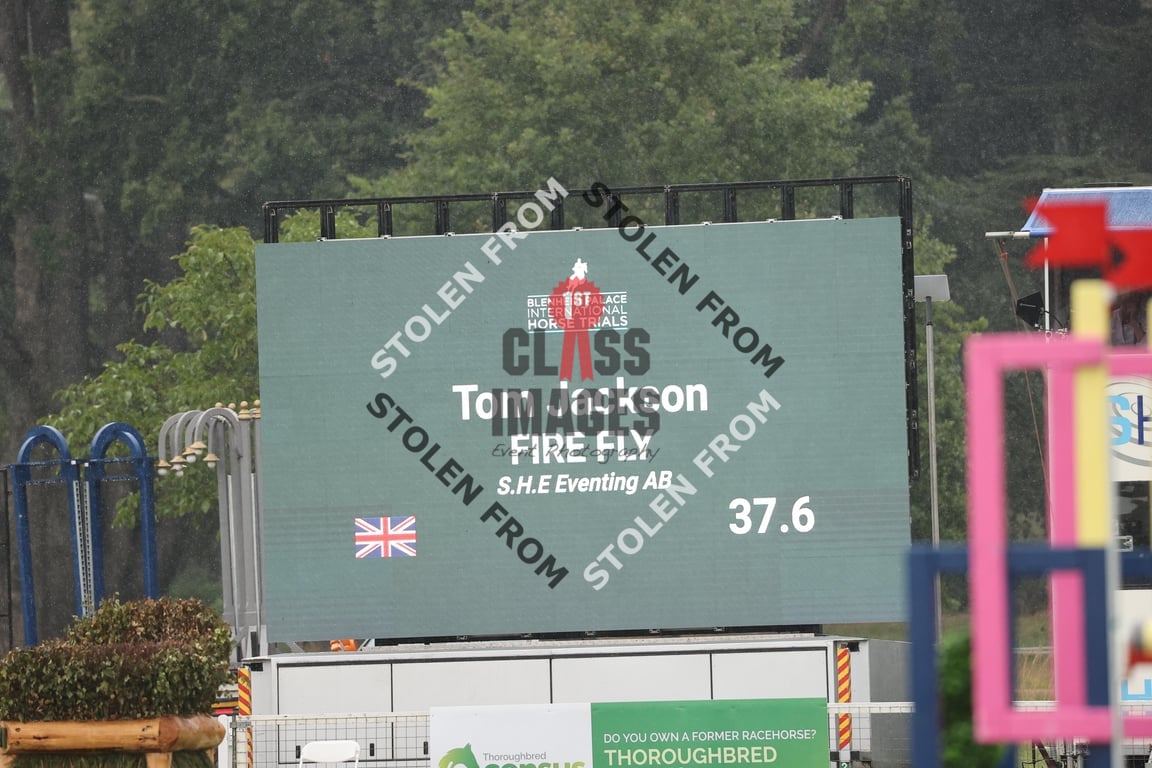 STOLEN FROM
STOLEN FROM
BLENHEIM PALACE
INTERNATIONAL
HORSE TRIALS
1ST
CLASS
IMAGES
Event Photography
Tom Jackson
FIRE FLY
S.H.E Eventing AB
37.6
STOLEN FROM
STOLEN FROM
DO YOU OWN A FORMER RACEHORSE?
Thoroughbred
census
THOROUGHBRED